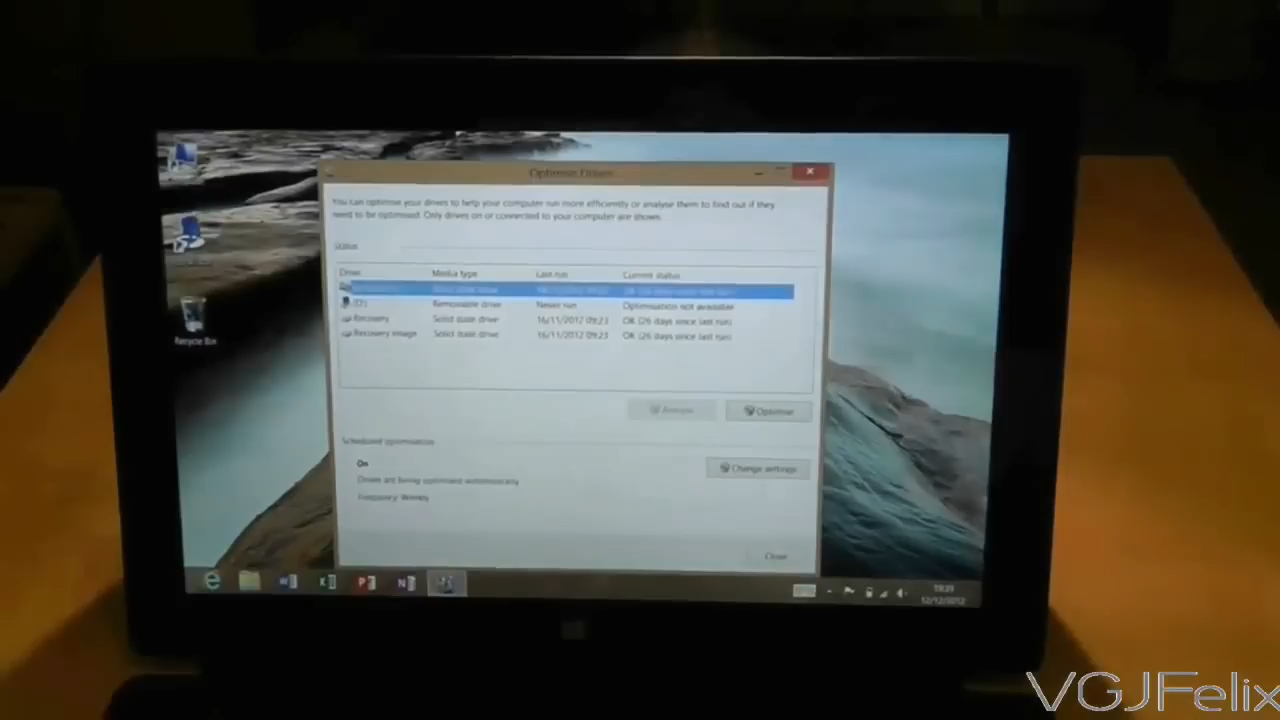 Optimise Drives
You can optimise your drives to help your computer run more efficiently or analyse them to find out if they
need to be optimised. Only drives on or connected to your computer are shown.
Status
Drive Media type Last run Current status
(D:) Removable drive Never run Optimisation not available
Recovery Solid state drive 16/11/2012 09:23 OK (26 days since last run)
Recovery image Solid state drive 16/11/2012 09:23 OK (26 days since last run)
Analyse Optimise
Scheduled optimisation
On
Change settings
Drives are being optimised automatically
Frequency: Weekly
Close
Recycle Bin
12/12/2012
VGJFelix